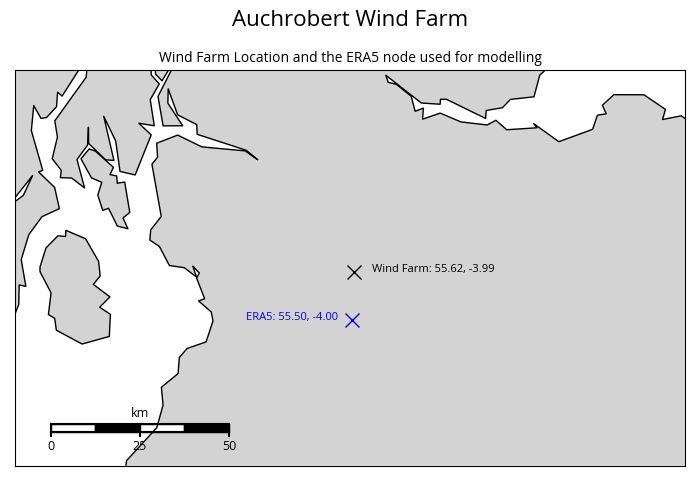 Auchrobert Wind Farm
Wind Farm Location and the ERA5 node used for modelling
Wind Farm: 55.62, -3.99
ERA5: 55.50, -4.00
km
0 25 50